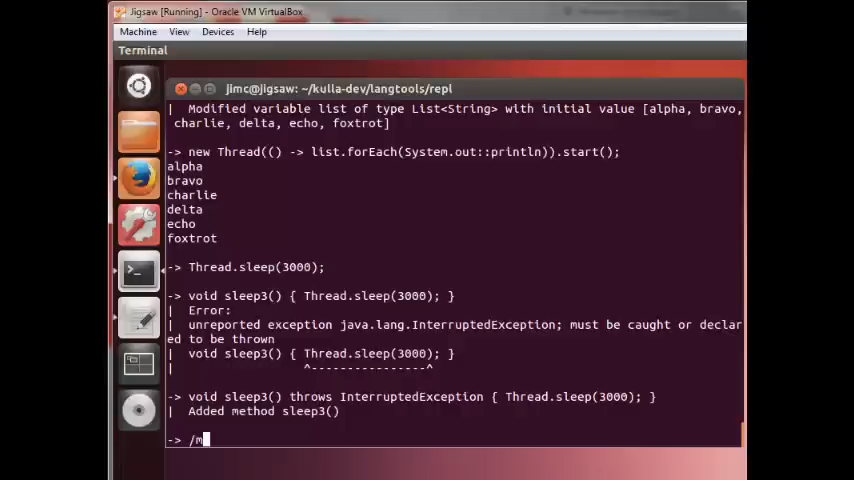 Jigsaw [Running] - Oracle VM VirtualBox
Machine View Devices Help
Terminal
jimc@jigsaw: ~/kulla-dev/langtools/repl
| Modified variable list of type List<String> with initial value [alpha, bravo,
charlie, delta, echo, foxtrot]
-> new Thread(() -> list.forEach(System.out::println)).start();
alpha
bravo
charlie
delta
echo
foxtrot
-> Thread.sleep(3000);
-> void sleep3() { Thread.sleep(3000); }
| Error:
| unreported exception java.lang.InterruptedException; must be caught or declar
ed to be thrown
| void sleep3() { Thread.sleep(3000); }
| ^----------------^
-> void sleep3() throws InterruptedException { Thread.sleep(3000); }
| Added method sleep3()
-> /m